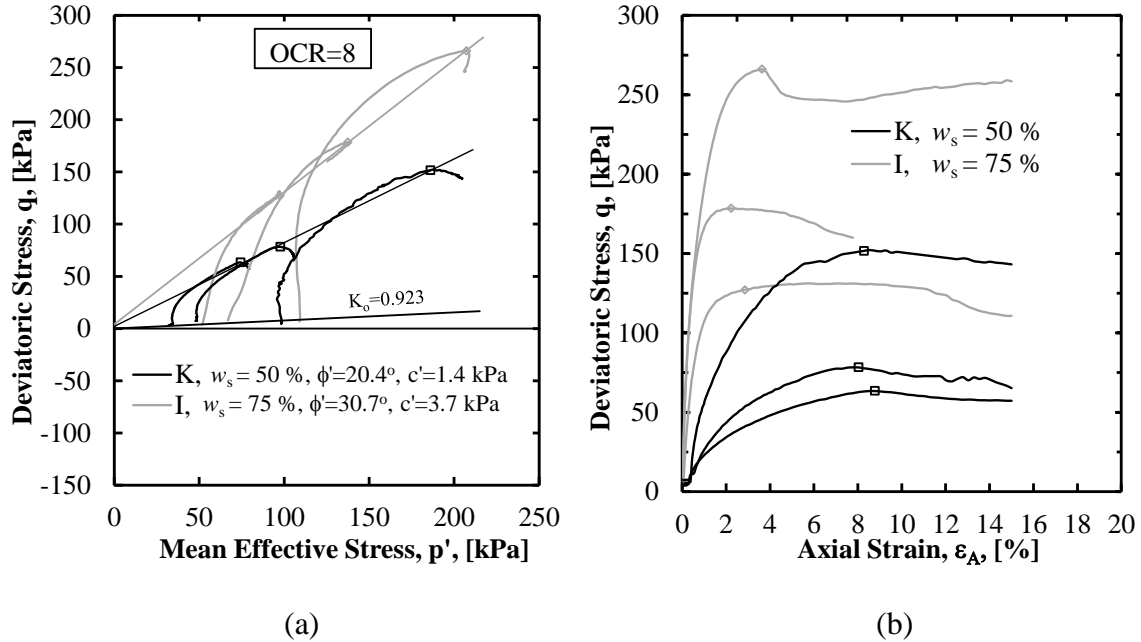 300
250
200
150
100
50
0
-50
-100
-150
0 50 100 150 200 250
Deviatoric Stress, q, [kPa]
Mean Effective Stress, p', [kPa]
OCR=8
Kₒ=0.923
K, wₛ = 50 %, ϕ'=20.4º, c'=1.4 kPa
I, wₛ = 75 %, ϕ'=30.7º, c'=3.7 kPa
(a)
300
250
200
150
100
50
0
0 2 4 6 8 10 12 14 16 18 20
Deviatoric Stress, q, [kPa]
Axial Strain, ε_A, [%]
K, wₛ = 50 %
I, wₛ = 75 %
(b)